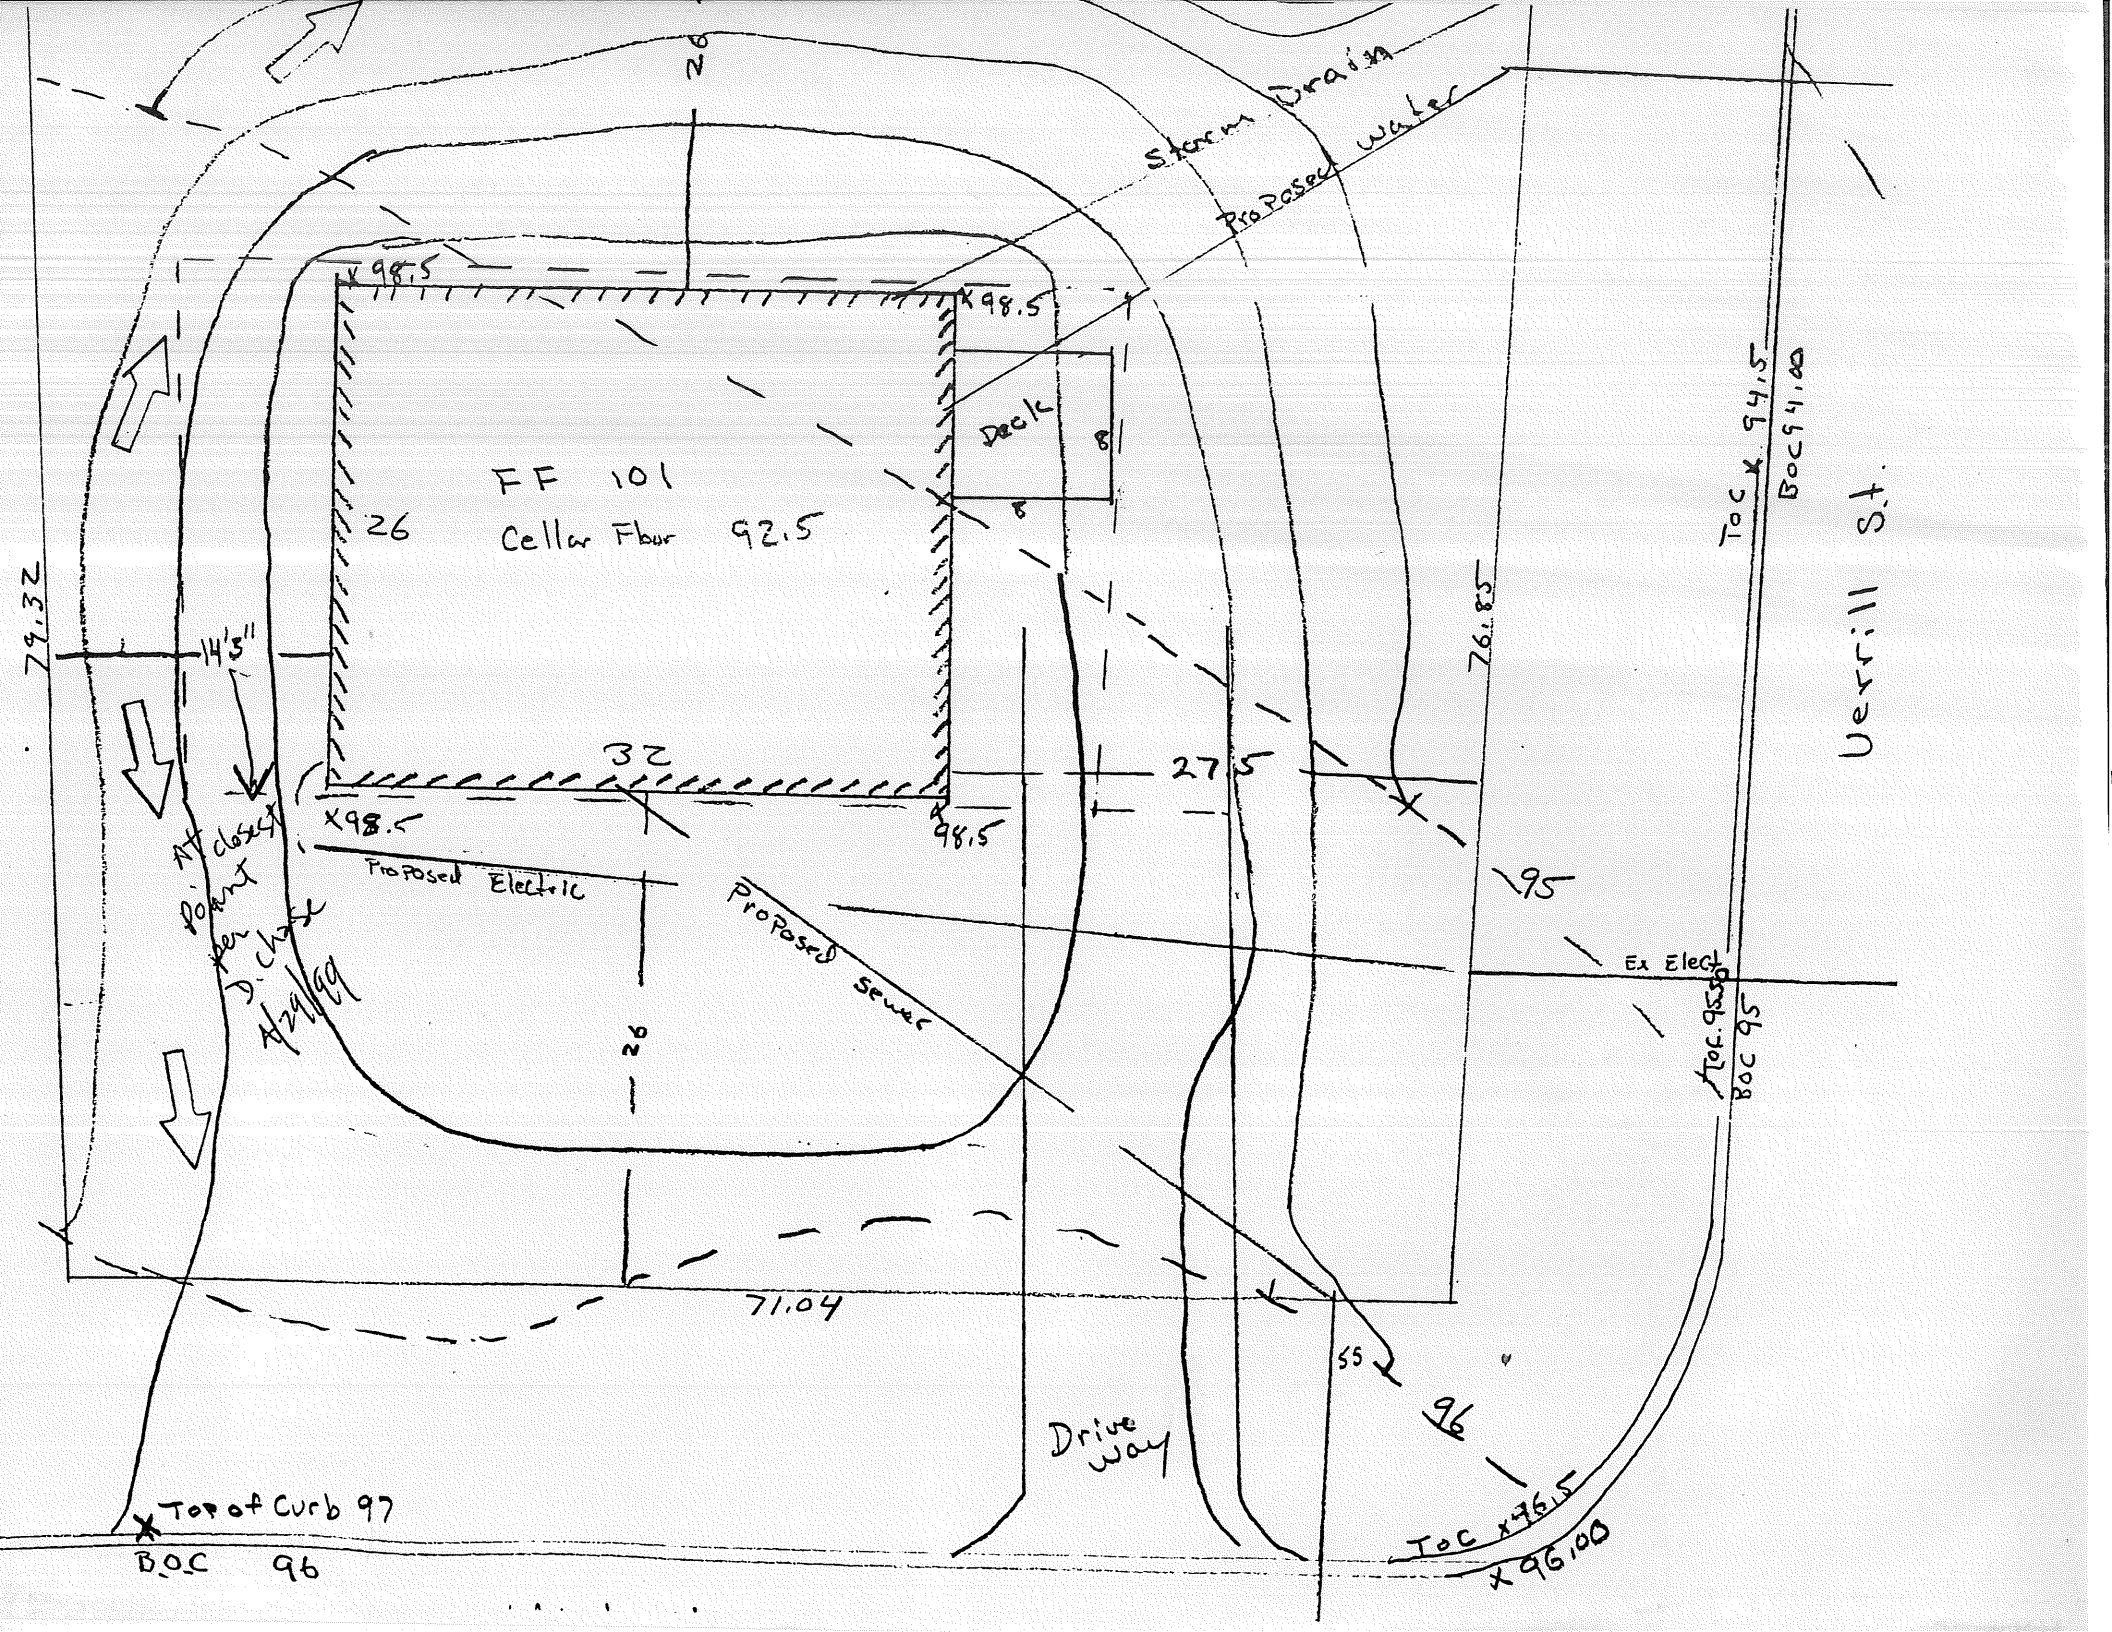 26
Storm Drain
Proposed water
x 98.5
x 98.5
Deck
8
8
FF 101
Cellar Floor 92.5
26
32
79.32
14'3"
At closest
Point
per
D. Chase
4/29/99
x 98.5
98.5
27.5
76.85
TOC x 94.5
BOC 94.00
Verrill St.
Proposed Electric
Proposed sewer
26
95
Ex Elect
TOC 95.50
BOC 95
71.04
SS
96
Drive
way
Top of Curb 97
B.O.C 96
TOC x 96.5
x 96.00